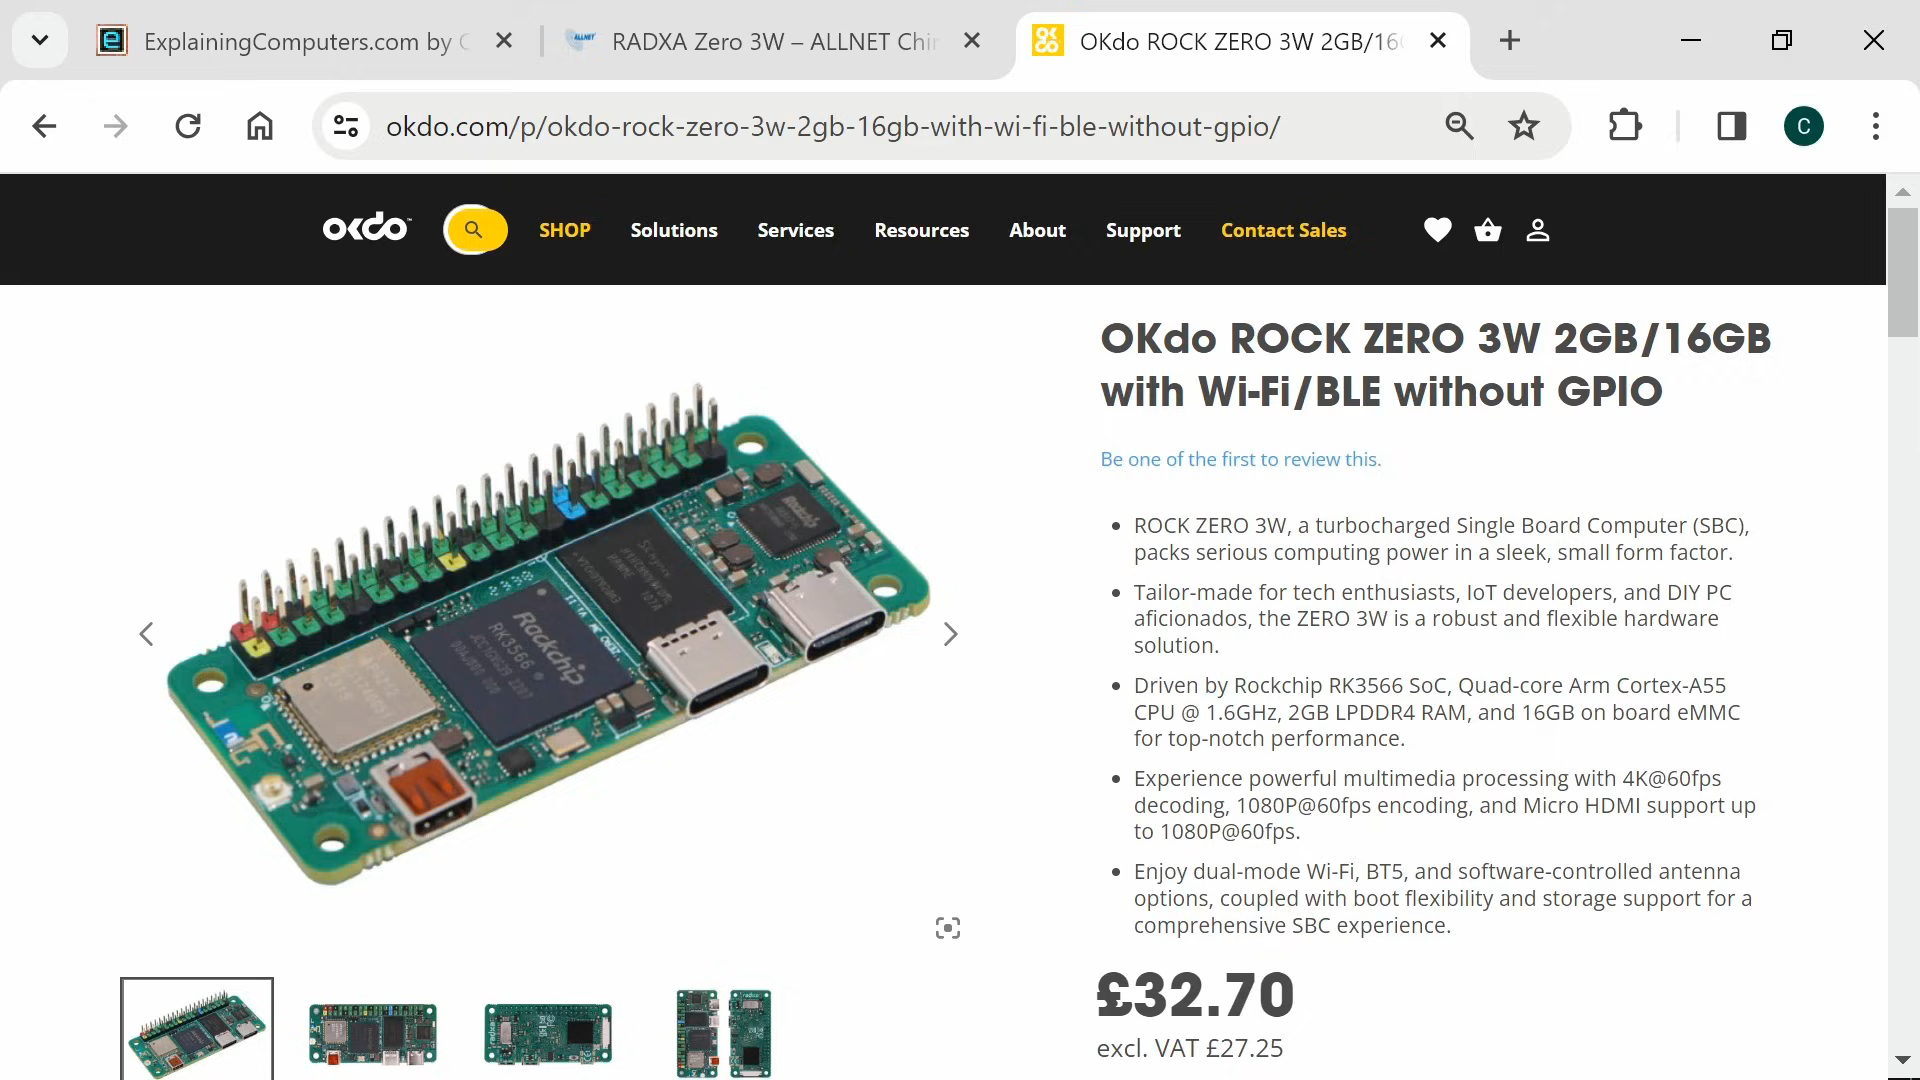 ExplainingComputers.com by C
RADXA Zero 3W – ALLNET Chi
OKdo ROCK ZERO 3W 2GB/16
okdo.com/p/okdo-rock-zero-3w-2gb-16gb-with-wi-fi-ble-without-gpio/
C
okdo
SHOP
Solutions
Services
Resources
About
Support
Contact Sales
OKdo ROCK ZERO 3W 2GB/16GB
with Wi-Fi/BLE without GPIO
Be one of the first to review this.
ROCK ZERO 3W, a turbocharged Single Board Computer (SBC),
packs serious computing power in a sleek, small form factor.
Tailor-made for tech enthusiasts, IoT developers, and DIY PC
aficionados, the ZERO 3W is a robust and flexible hardware
solution.
Driven by Rockchip RK3566 SoC, Quad-core Arm Cortex-A55
CPU @ 1.6GHz, 2GB LPDDR4 RAM, and 16GB on board eMMC
for top-notch performance.
Experience powerful multimedia processing with 4K@60fps
decoding, 1080P@60fps encoding, and Micro HDMI support up
to 1080P@60fps.
Enjoy dual-mode Wi-Fi, BT5, and software-controlled antenna
options, coupled with boot flexibility and storage support for a
comprehensive SBC experience.
£32.70
excl. VAT £27.25
Rockchip
RK3566
Rockchip